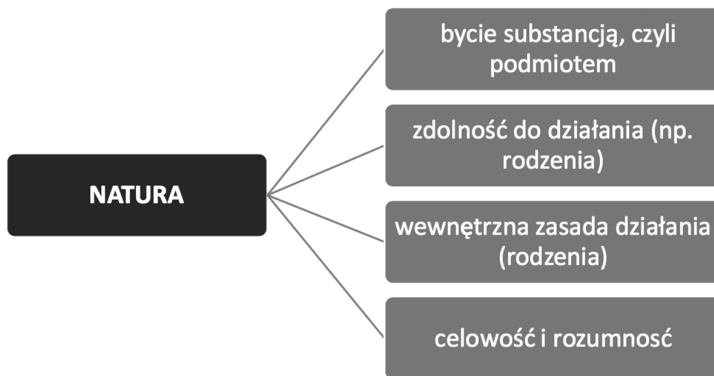 NATURA
bycie substancją, czyli
podmiotem
zdolność do działania (np.
rodzenia)
wewnętrzna zasada działania
(rodzenia)
celowość i rozumnosć